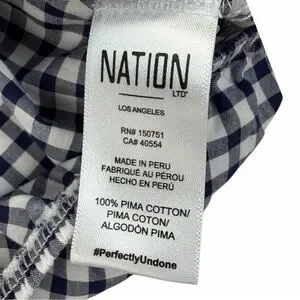 NATION
LTD
LOS ANGELES
RN# 150751
CA# 40554
MADE IN PERU
FABRIQUÉ AU PÉROU
HECHO EN PERÚ
100% PIMA COTTON/
PIMA COTON/
ALGODÓN PIMA
#PerfectlyUndone